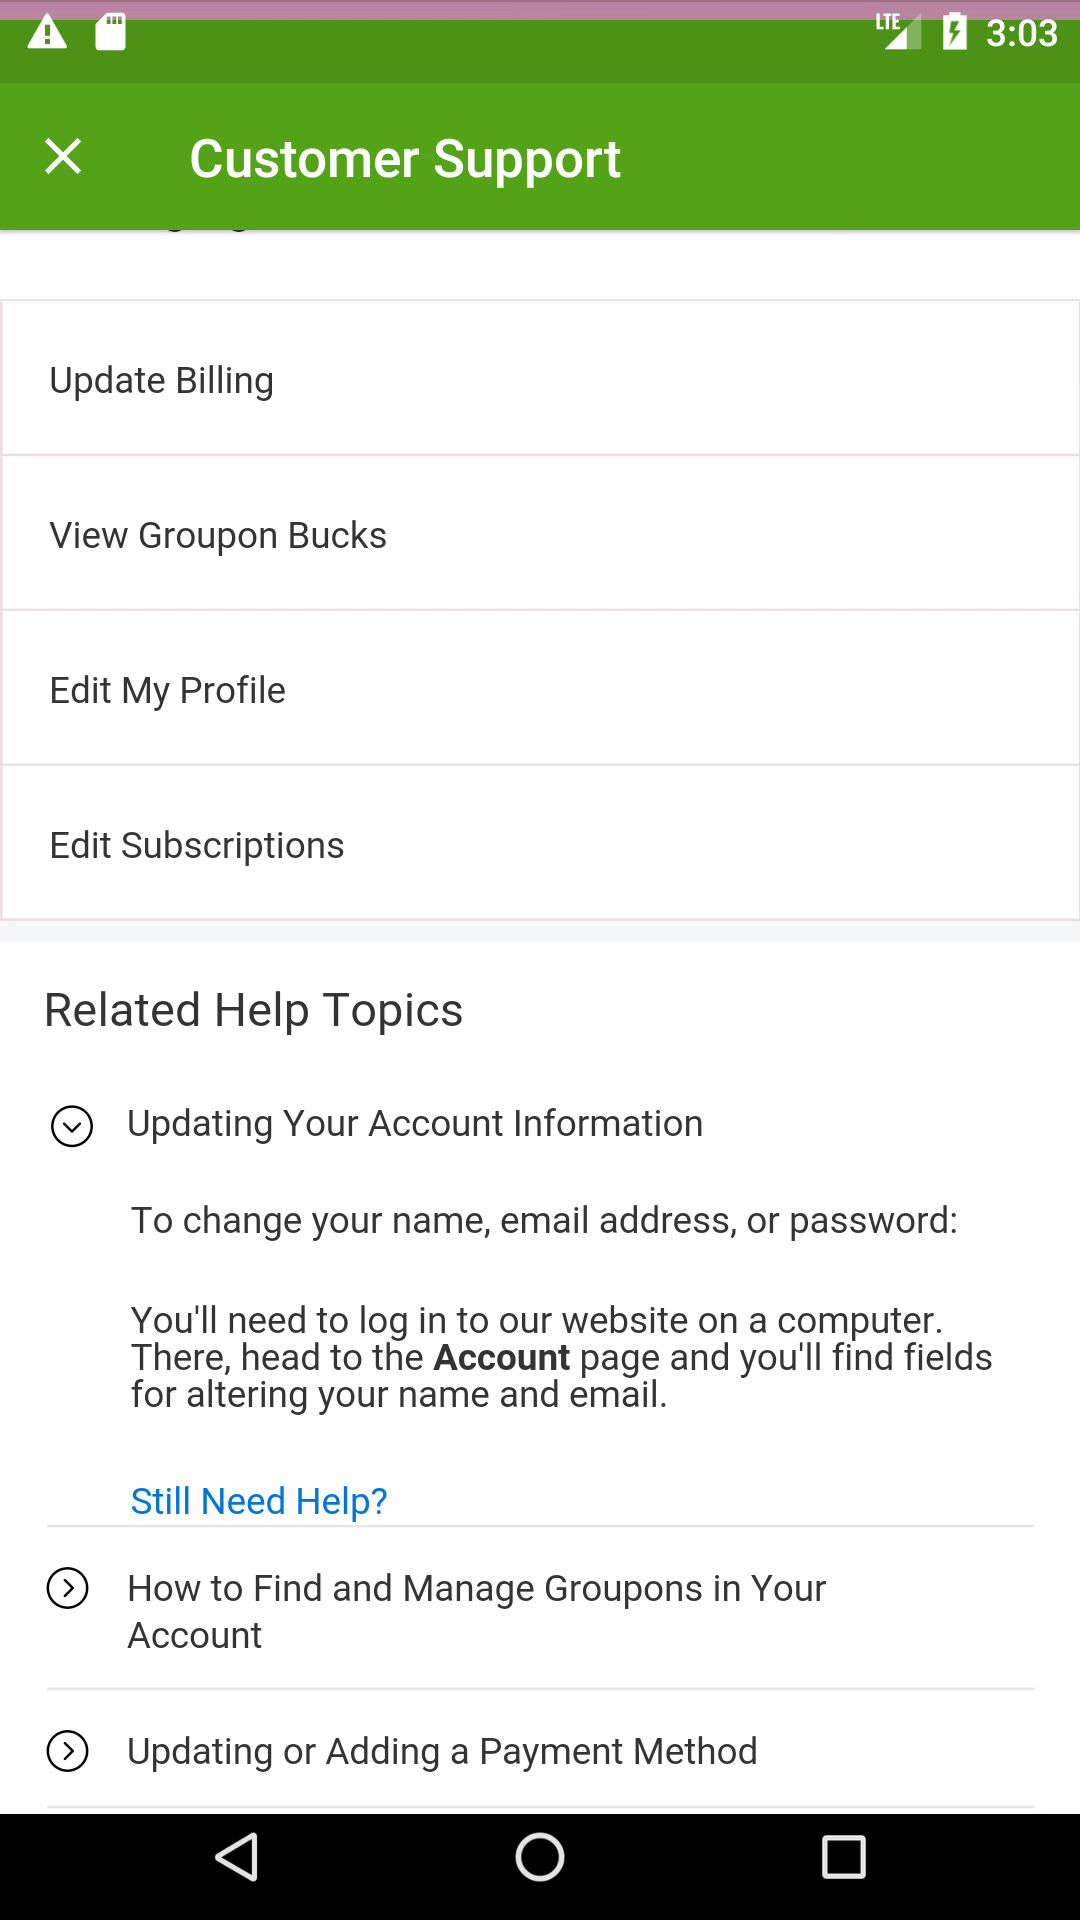 LTE 3:03
Customer Support
Update Billing
View Groupon Bucks
Edit My Profile
Edit Subscriptions
Related Help Topics
Updating Your Account Information
To change your name, email address, or password:
You'll need to log in to our website on a computer.
There, head to the Account page and you'll find fields
for altering your name and email.
Still Need Help?
How to Find and Manage Groupons in Your
Account
Updating or Adding a Payment Method